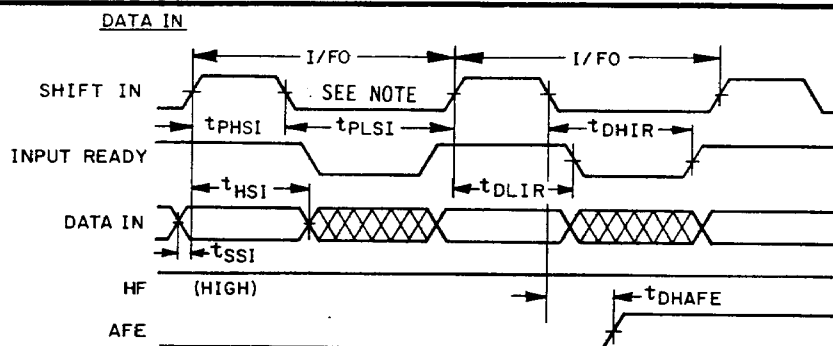 DATA IN
I/FO I/FO
SHIFT IN SEE NOTE
tPHSI tPLSI tDHIR
INPUT READY
tHSI tDLIR
DATA IN
tSSI
HF (HIGH)
tDHAFE
AFE